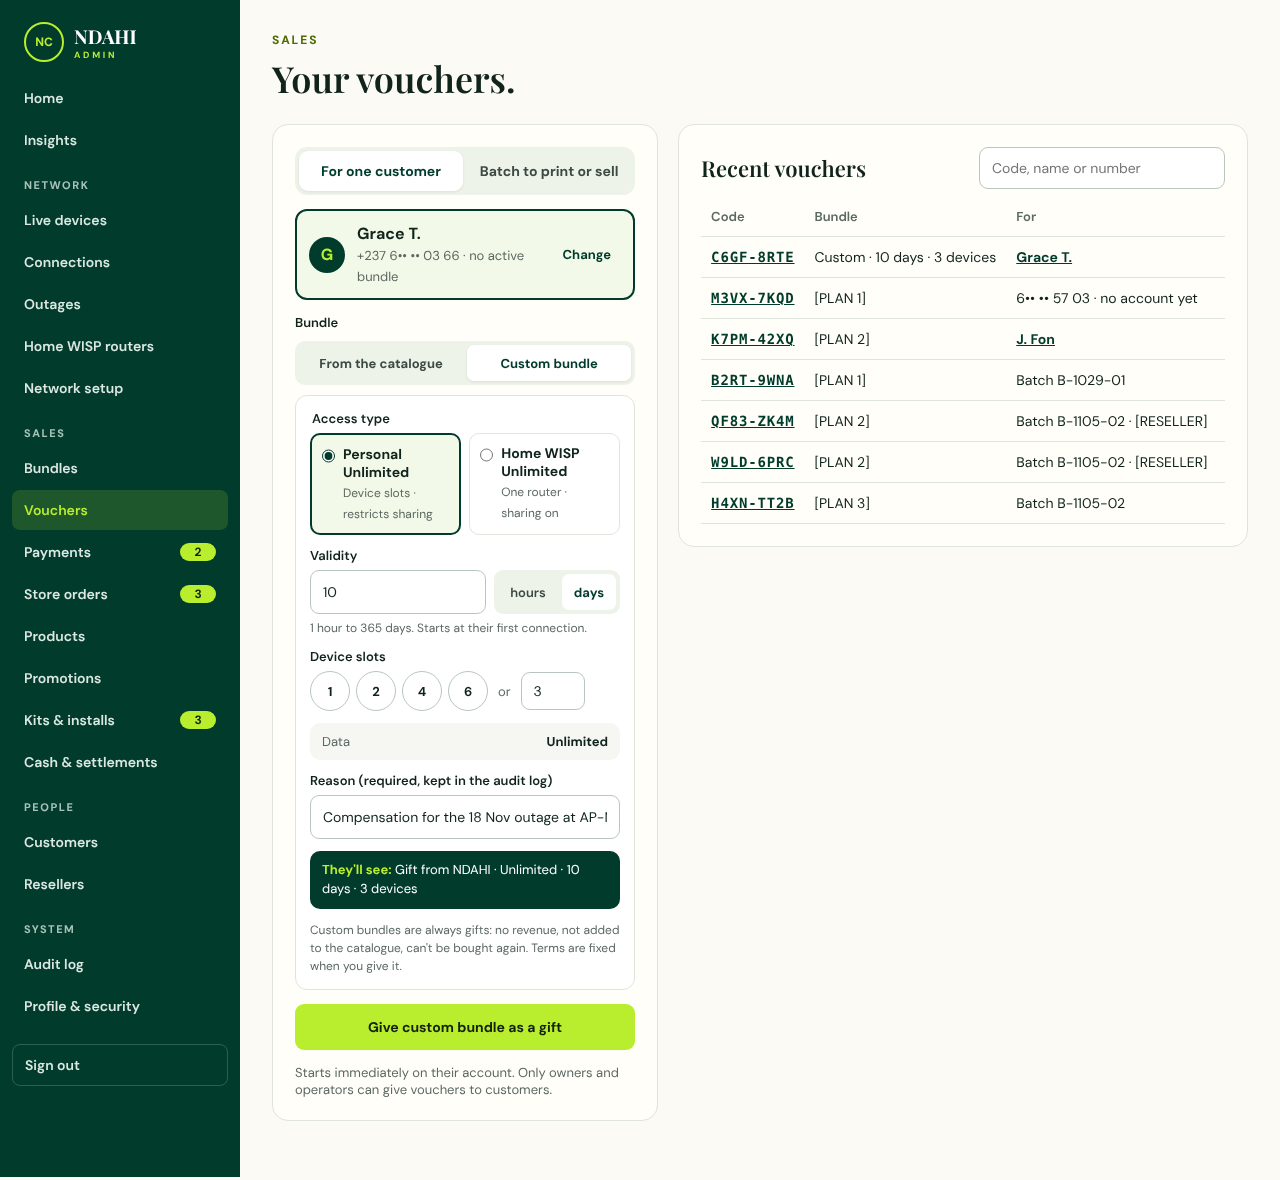 NC
NDAHI
ADMIN
Home
Insights
NETWORK
Live devices
Connections
Outages
Home WISP routers
Network setup
SALES
Bundles
Vouchers
Payments 2
Store orders 3
Products
Promotions
Kits & installs 3
Cash & settlements
PEOPLE
Customers
Resellers
SYSTEM
Audit log
Profile & security
Sign out
SALES
Your vouchers.
For one customer Batch to print or sell
G
Grace T.
+237 6•• •• 03 66 · no active
bundle
Change
Bundle
From the catalogue Custom bundle
Access type
Personal
Unlimited
Device slots ·
restricts sharing
Home WISP
Unlimited
One router ·
sharing on
Validity
10 hours days
1 hour to 365 days. Starts at their first connection.
Device slots
1 2 4 6 or 3
Data Unlimited
Reason (required, kept in the audit log)
Compensation for the 18 Nov outage at AP-
They'll see: Gift from NDAHI · Unlimited · 10
days · 3 devices
Custom bundles are always gifts: no revenue, not added
to the catalogue, can't be bought again. Terms are fixed
when you give it.
Give custom bundle as a gift
Starts immediately on their account. Only owners and
operators can give vouchers to customers.
Recent vouchers
Code, name or number
Code Bundle For
C6GF-8RTE Custom · 10 days · 3 devices Grace T.
M3VX-7KQD [PLAN 1] 6•• •• 57 03 · no account yet
K7PM-42XQ [PLAN 2] J. Fon
B2RT-9WNA [PLAN 1] Batch B-1029-01
QF83-ZK4M [PLAN 2] Batch B-1105-02 · [RESELLER]
W9LD-6PRC [PLAN 2] Batch B-1105-02 · [RESELLER]
H4XN-TT2B [PLAN 3] Batch B-1105-02